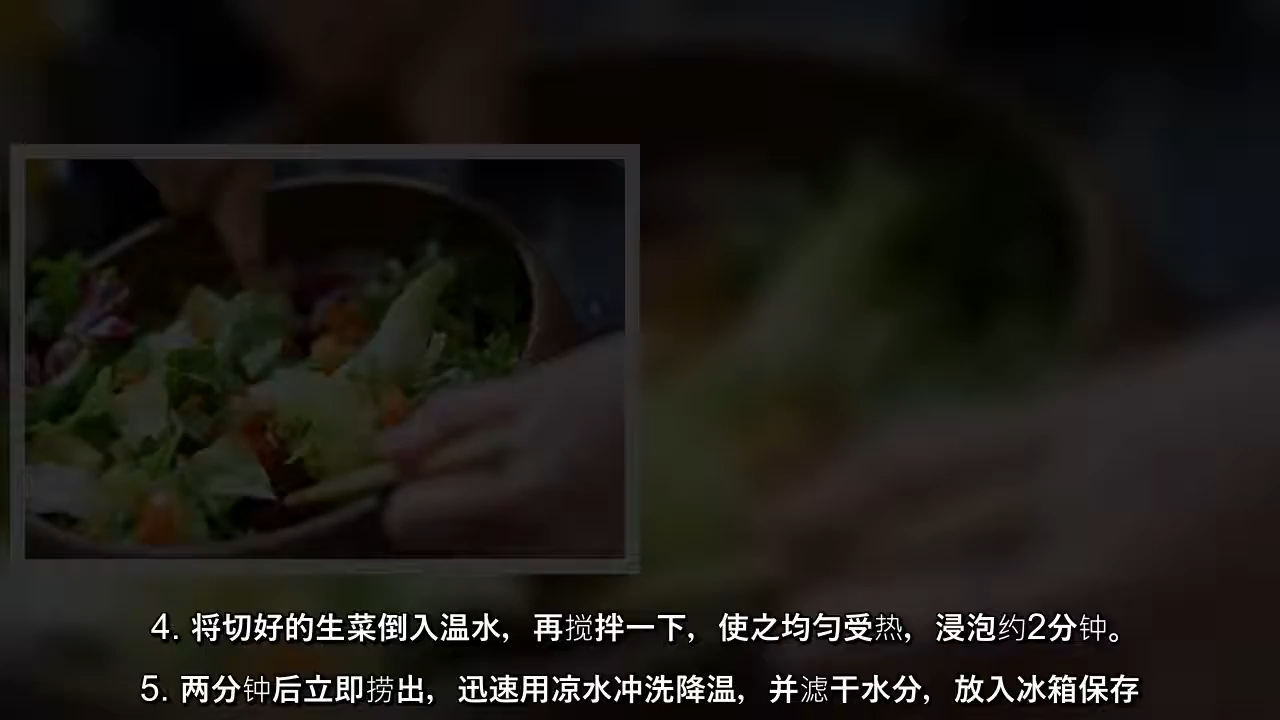 4. 将切好的生菜倒入温水，再搅拌一下，使之均匀受热，浸泡约2分钟。
5. 两分钟后立即捞出，迅速用凉水冲洗降温，并滤干水分，放入冰箱保存